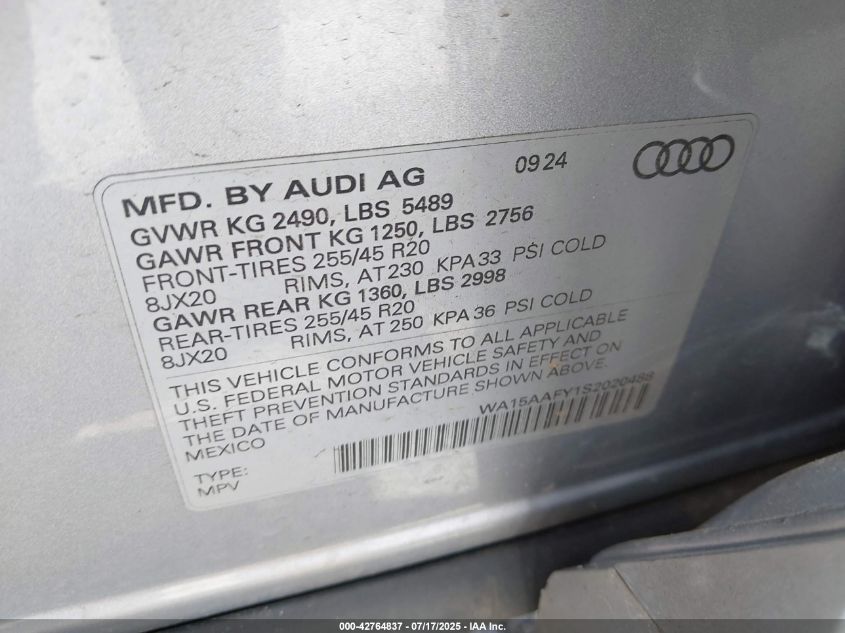 MFD. BY AUDI AG 09 24
GVWR KG 2490, LBS 5489
GAWR FRONT KG 1250, LBS 2756
FRONT-TIRES 255/45 R20
8JX20 RIMS, AT 230 KPA 33 PSI COLD
GAWR REAR KG 1360, LBS 2998
REAR-TIRES 255/45 R20
8JX20 RIMS, AT 250 KPA 36 PSI COLD
THIS VEHICLE CONFORMS TO ALL APPLICABLE
U.S. FEDERAL MOTOR VEHICLE SAFETY AND
THEFT PREVENTION STANDARDS IN EFFECT ON
THE DATE OF MANUFACTURE SHOWN ABOVE.
MEXICO WA15AAFY1S2020488
TYPE:
MPV
000-42764837 - 07/17/2025 - IAA Inc.